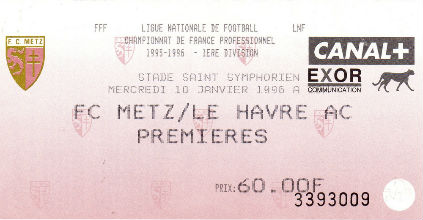 FFF LIGUE NATIONALE DE FOOTBALL LNF
CHAMPIONNAT DE FRANCE PROFESSIONNEL
1995-1996 - 1ERE DIVISION
F C METZ
CANAL+
STADE SAINT SYMPHORIEN
EXOR
COMMUNICATION
MERCREDI 10 JANVIER 1996 A
FC METZ/LE HAVRE AC
PREMIERES
PRIX: 60.00F
3393009